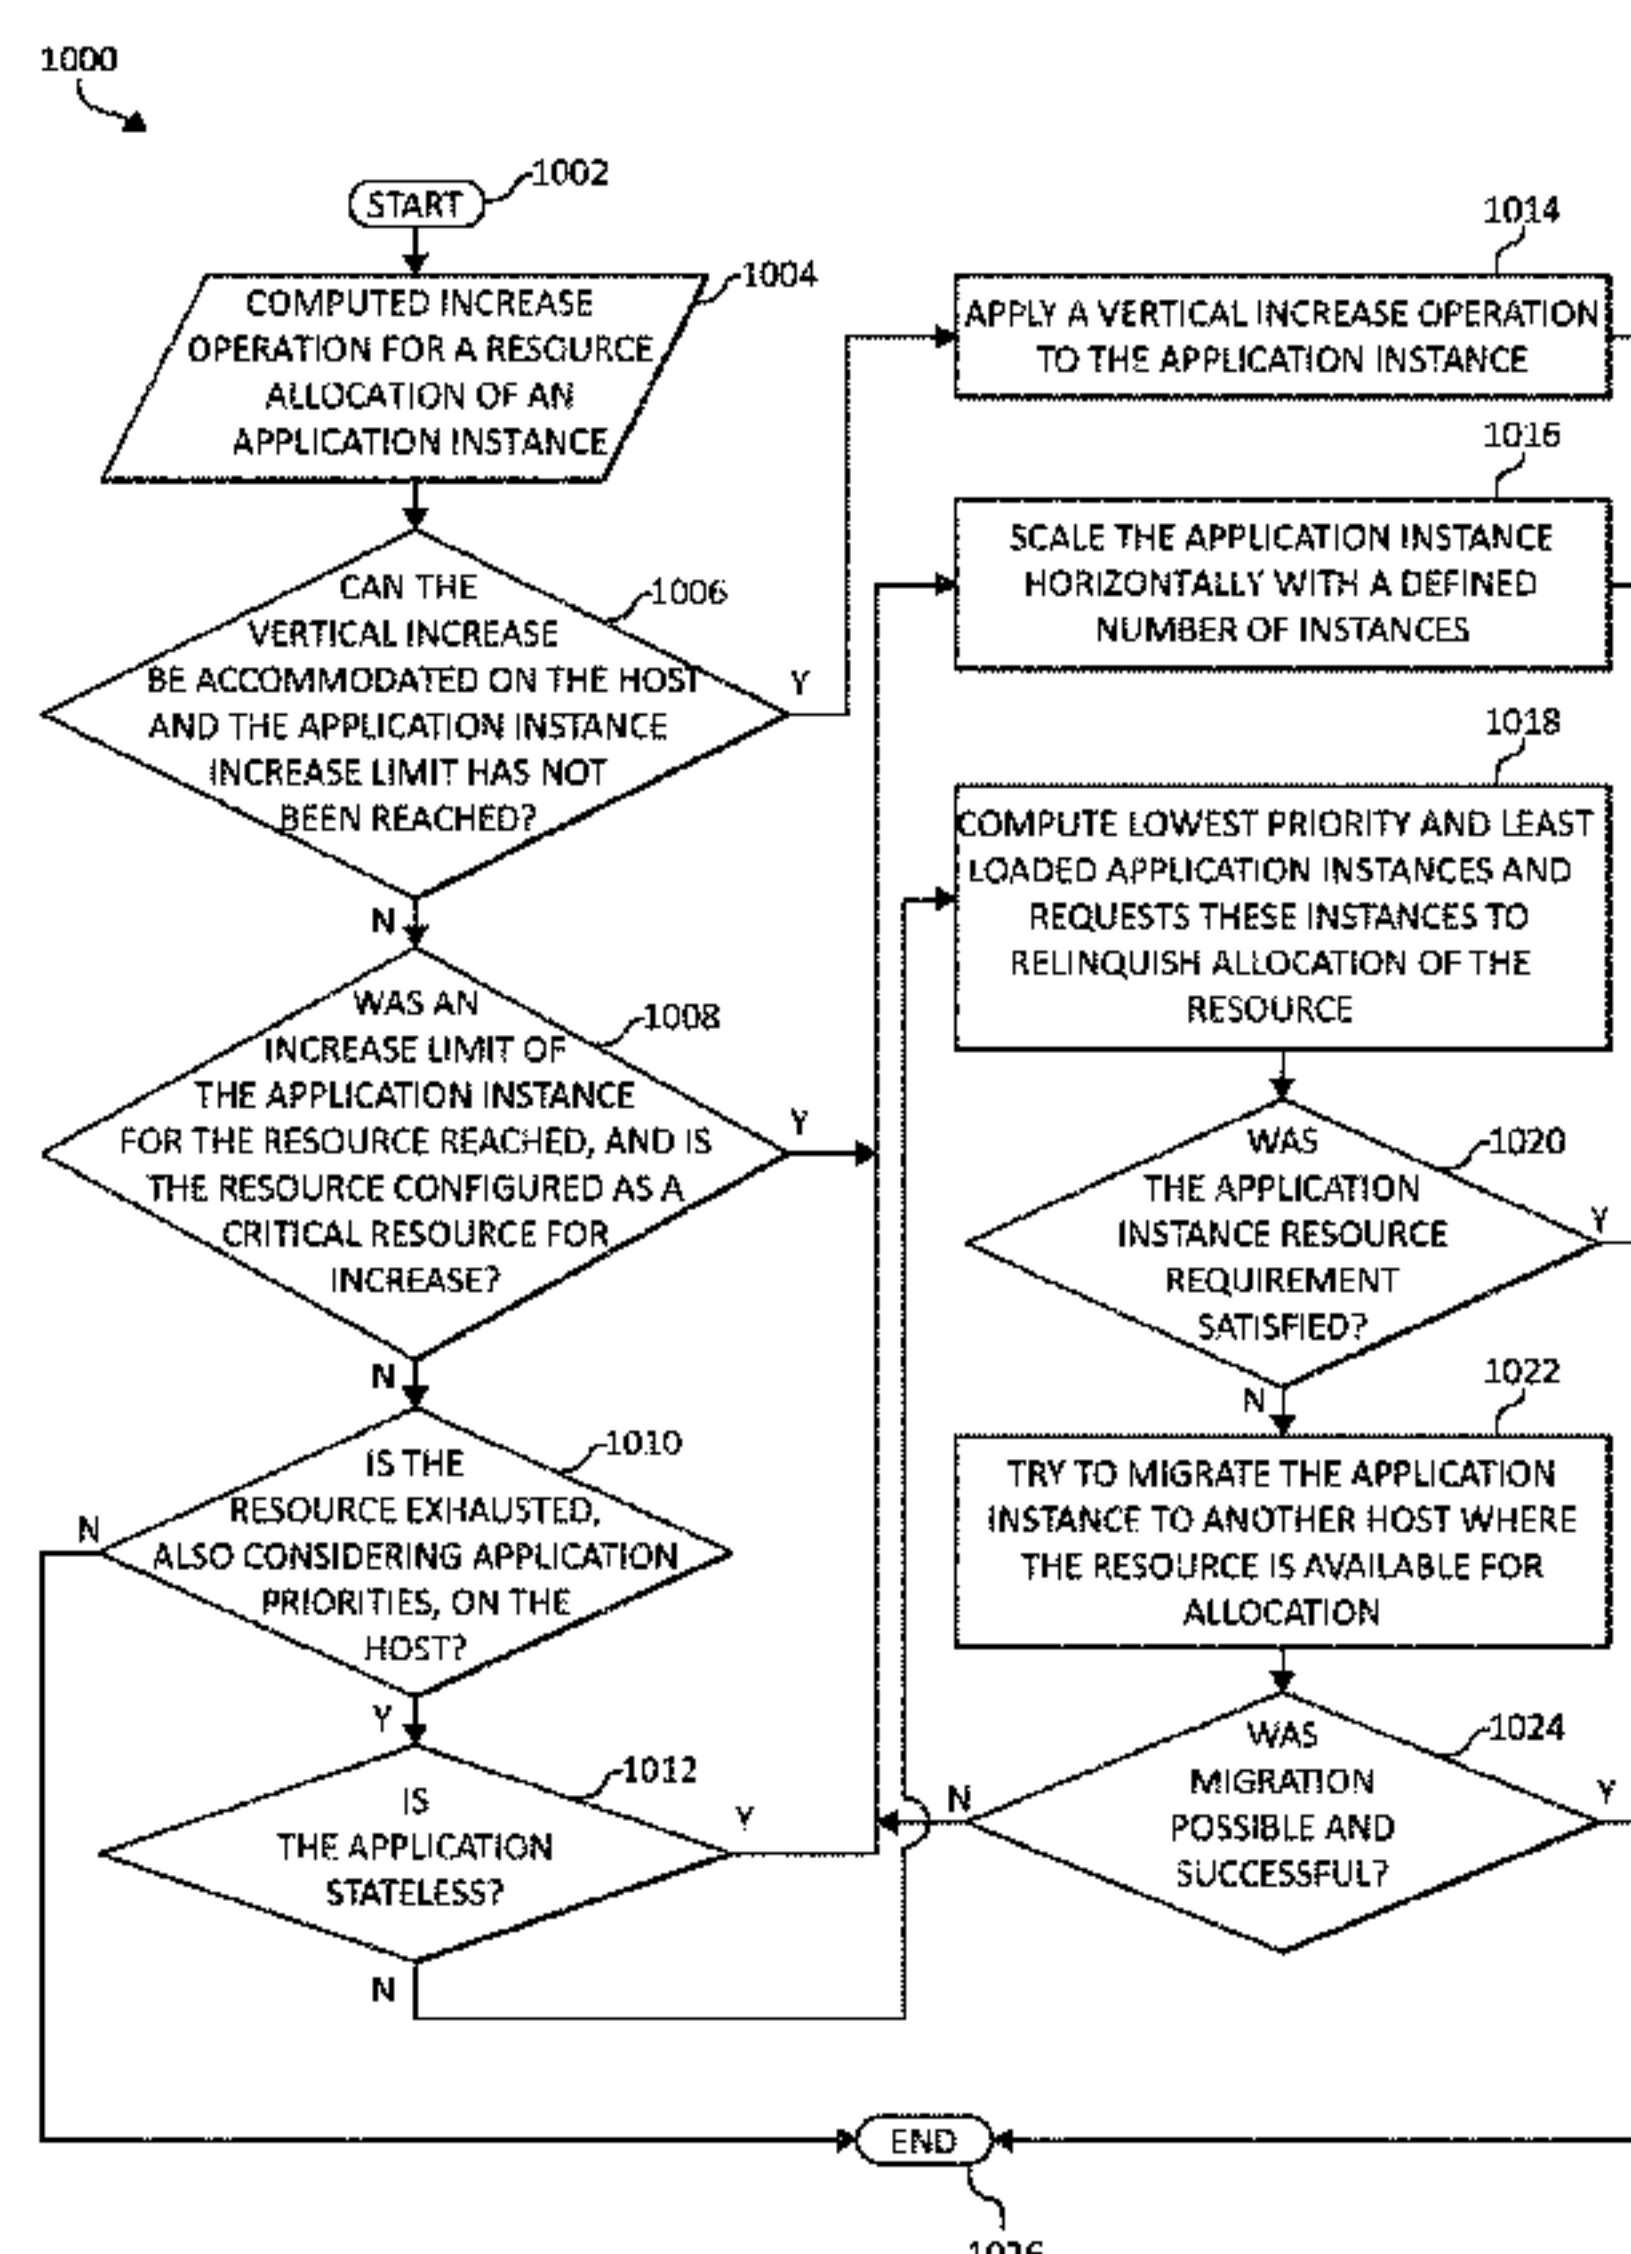 1000
START
1002
COMPUTED INCREASE
OPERATION FOR A RESOURCE
ALLOCATION OF AN
APPLICATION INSTANCE
1004
CAN THE
VERTICAL INCREASE
BE ACCOMMODATED ON THE HOST
AND THE APPLICATION INSTANCE
INCREASE LIMIT HAS NOT
BEEN REACHED?
1006
Y
N
WAS AN
INCREASE LIMIT OF
THE APPLICATION INSTANCE
FOR THE RESOURCE REACHED, AND IS
THE RESOURCE CONFIGURED AS A
CRITICAL RESOURCE FOR
INCREASE?
1008
Y
N
IS THE
RESOURCE EXHAUSTED,
ALSO CONSIDERING APPLICATION
PRIORITIES, ON THE
HOST?
1010
N
Y
IS
THE APPLICATION
STATELESS?
1012
Y
N
1014
APPLY A VERTICAL INCREASE OPERATION
TO THE APPLICATION INSTANCE
1016
SCALE THE APPLICATION INSTANCE
HORIZONTALLY WITH A DEFINED
NUMBER OF INSTANCES
1018
COMPUTE LOWEST PRIORITY AND LEAST
LOADED APPLICATION INSTANCES AND
REQUESTS THESE INSTANCES TO
RELINQUISH ALLOCATION OF THE
RESOURCE
WAS
THE APPLICATION
INSTANCE RESOURCE
REQUIREMENT
SATISFIED?
1020
Y
N
1022
TRY TO MIGRATE THE APPLICATION
INSTANCE TO ANOTHER HOST WHERE
THE RESOURCE IS AVAILABLE FOR
ALLOCATION
WAS
MIGRATION
POSSIBLE AND
SUCCESSFUL?
1024
N
Y
END
1026